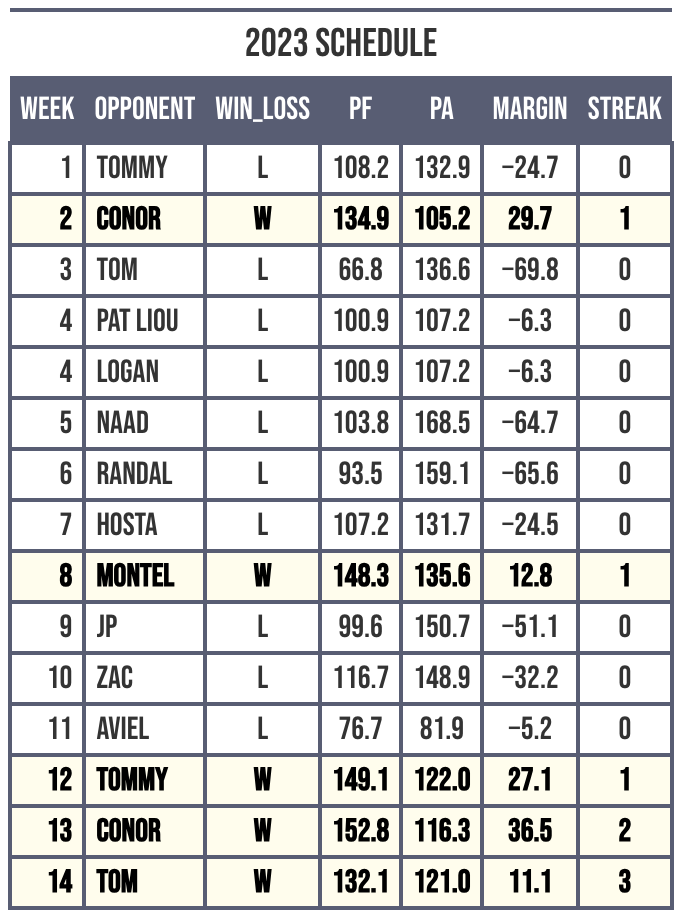 2023 SCHEDULE
WEEK OPPONENT WIN_LOSS PF PA MARGIN STREAK
1 TOMMY L 108.2 132.9 −24.7 0
2 CONOR W 134.9 105.2 29.7 1
3 TOM L 66.8 136.6 −69.8 0
4 PAT LIOU L 100.9 107.2 −6.3 0
4 LOGAN L 100.9 107.2 −6.3 0
5 NAAD L 103.8 168.5 −64.7 0
6 RANDAL L 93.5 159.1 −65.6 0
7 HOSTA L 107.2 131.7 −24.5 0
8 MONTEL W 148.3 135.6 12.8 1
9 JP L 99.6 150.7 −51.1 0
10 ZAC L 116.7 148.9 −32.2 0
11 AVIEL L 76.7 81.9 −5.2 0
12 TOMMY W 149.1 122.0 27.1 1
13 CONOR W 152.8 116.3 36.5 2
14 TOM W 132.1 121.0 11.1 3